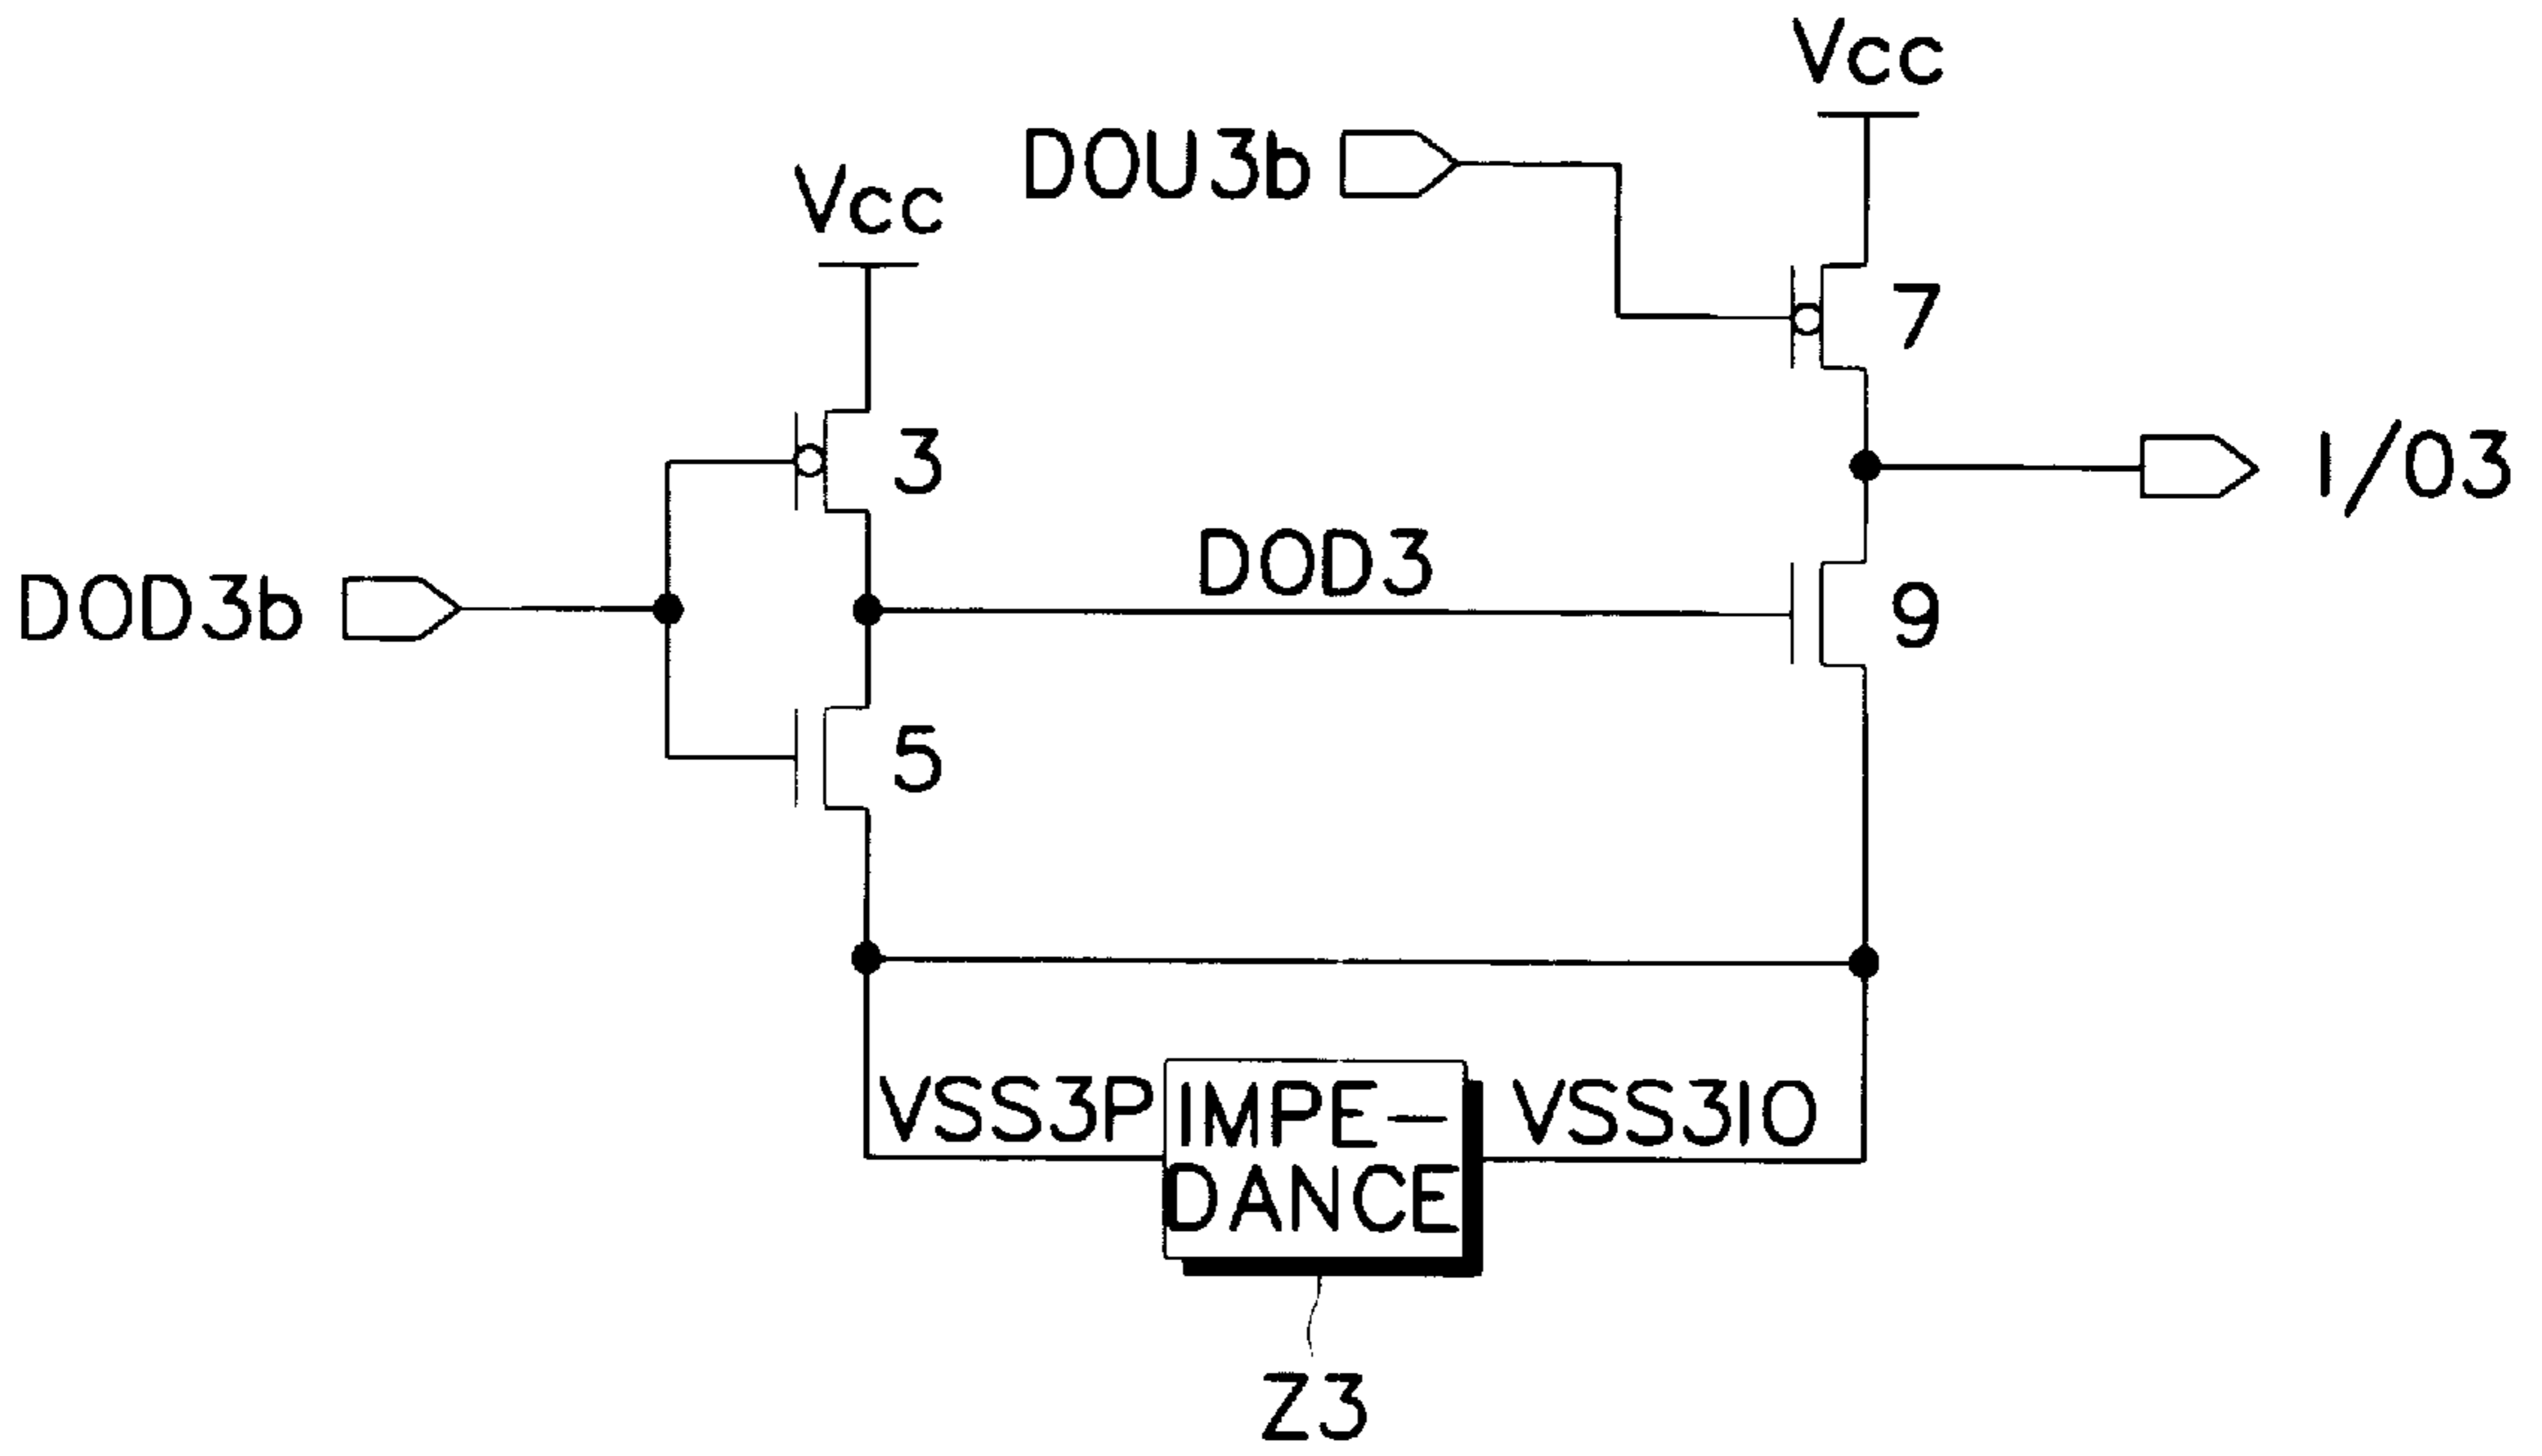 Vcc
DOU3b
Vcc
7
3
I/O3
DOD3
DOD3b
9
5
VSS3P
IMPE-
DANCE
VSS3IO
Z3